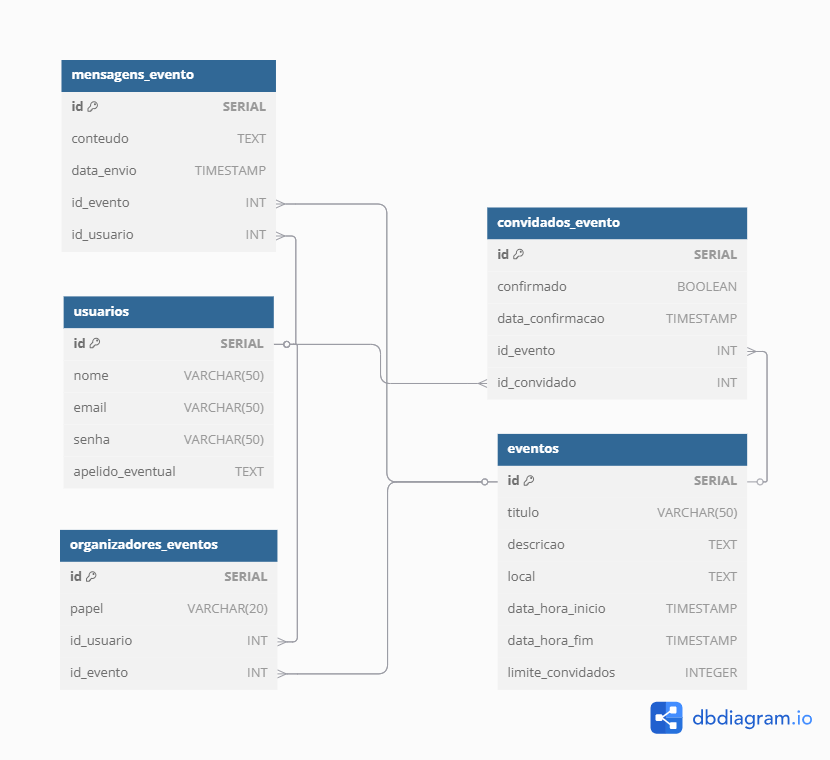 mensagens_evento
id SERIAL
conteudo TEXT
data_envio TIMESTAMP
id_evento INT
id_usuario INT
usuarios
id SERIAL
nome VARCHAR(50)
email VARCHAR(50)
senha VARCHAR(50)
apelido_eventual TEXT
organizadores_eventos
id SERIAL
papel VARCHAR(20)
id_usuario INT
id_evento INT
convidados_evento
id SERIAL
confirmado BOOLEAN
data_confirmacao TIMESTAMP
id_evento INT
id_convidado INT
eventos
id SERIAL
titulo VARCHAR(50)
descricao TEXT
local TEXT
data_hora_inicio TIMESTAMP
data_hora_fim TIMESTAMP
limite_convidados INTEGER
dbdiagram.io